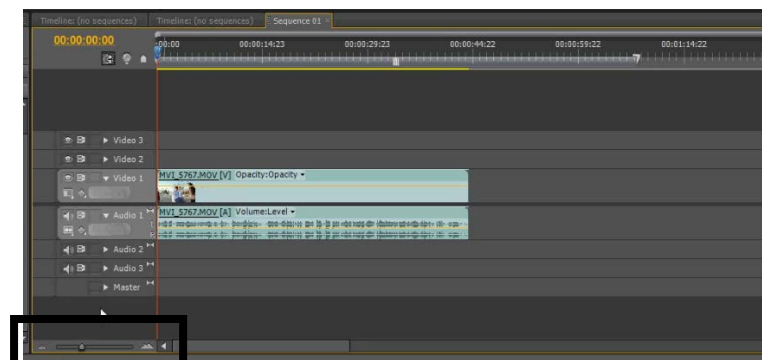 Timeline: (no sequences) Timeline: (no sequences) Sequence 01 ×
00:00:00:00 00:00 00:00:14:23 00:00:29:23 00:00:44:22 00:00:59:22 00:01:14:22
Video 3
Video 2
Video 1 MVI_5767.MOV [V] Opacity:Opacity
Audio 1 MVI_5767.MOV [A] Volume:Level
L
R
Audio 2
Audio 3
Master